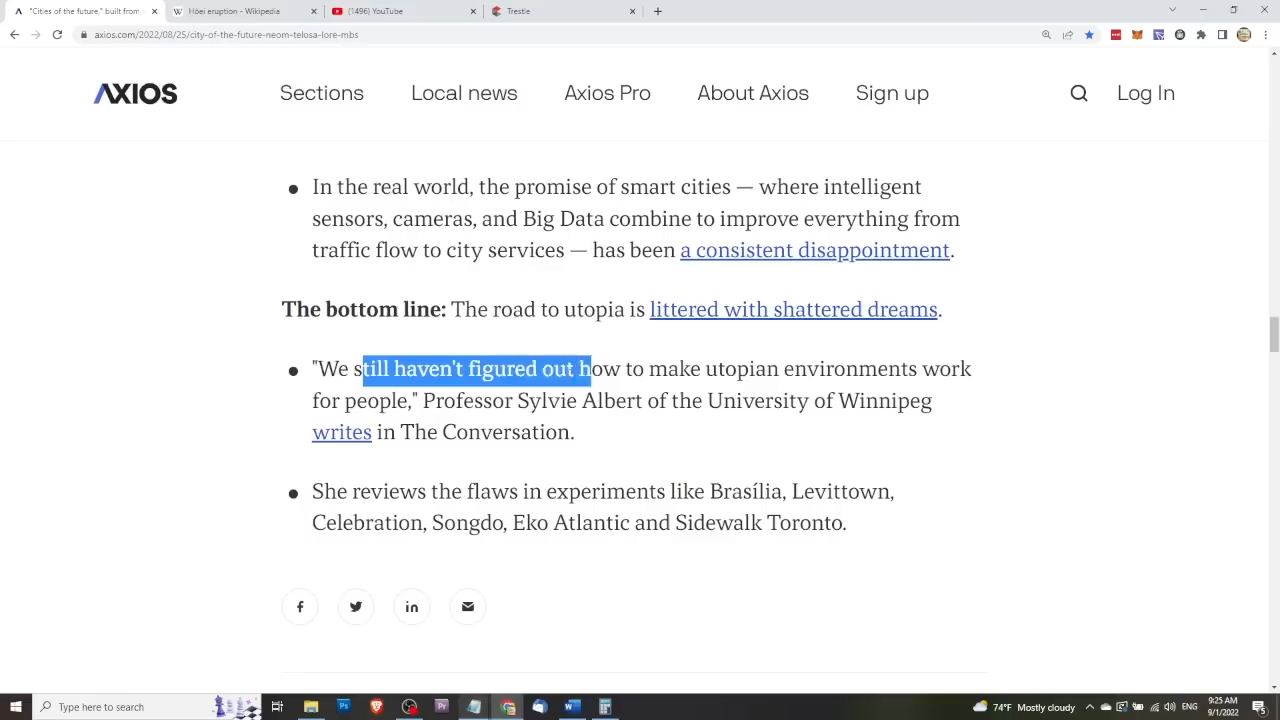 "Cities of the future," built from
Hōei eruption - Wikipedia
(1496) YouTube
Trestle
axios.com/2022/08/25/city-of-the-future-neom-telosa-lore-mbs
AXIOS
Sections
Local news
Axios Pro
About Axios
Sign up
Log In
In the real world, the promise of smart cities — where intelligent
sensors, cameras, and Big Data combine to improve everything from
traffic flow to city services — has been a consistent disappointment.
The bottom line: The road to utopia is littered with shattered dreams.
"We still haven't figured out how to make utopian environments work
for people," Professor Sylvie Albert of the University of Winnipeg
writes in The Conversation.
She reviews the flaws in experiments like Brasília, Levittown,
Celebration, Songdo, Eko Atlantic and Sidewalk Toronto.
Type here to search
74°F Mostly cloudy
9:25 AM
9/1/2022